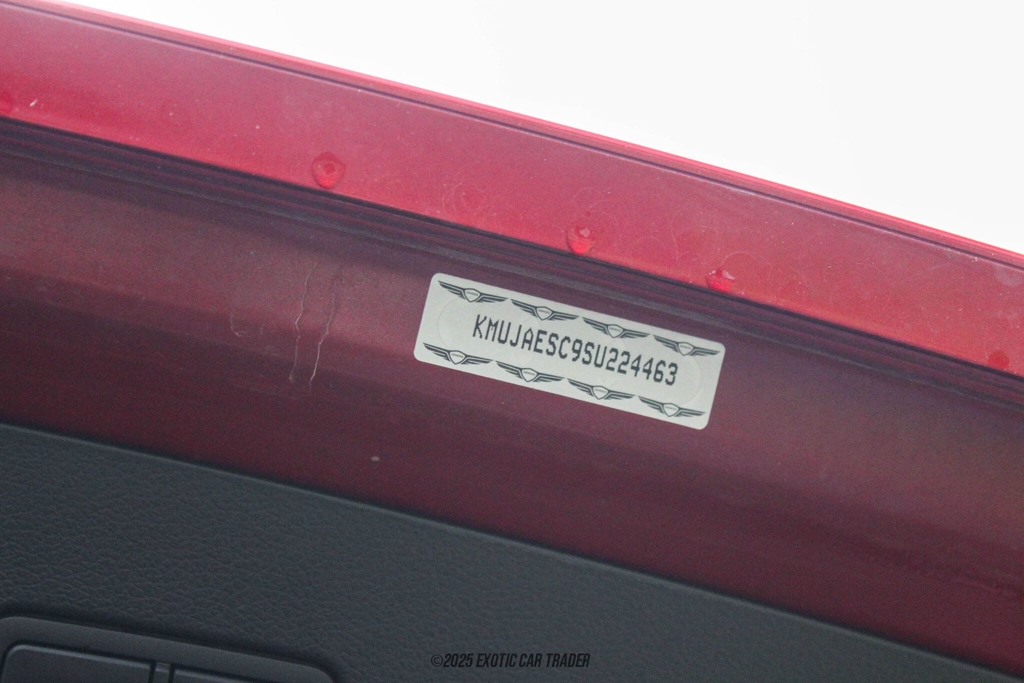 KMUJAESC9SU224463
©2025 EXOTIC CAR TRADER